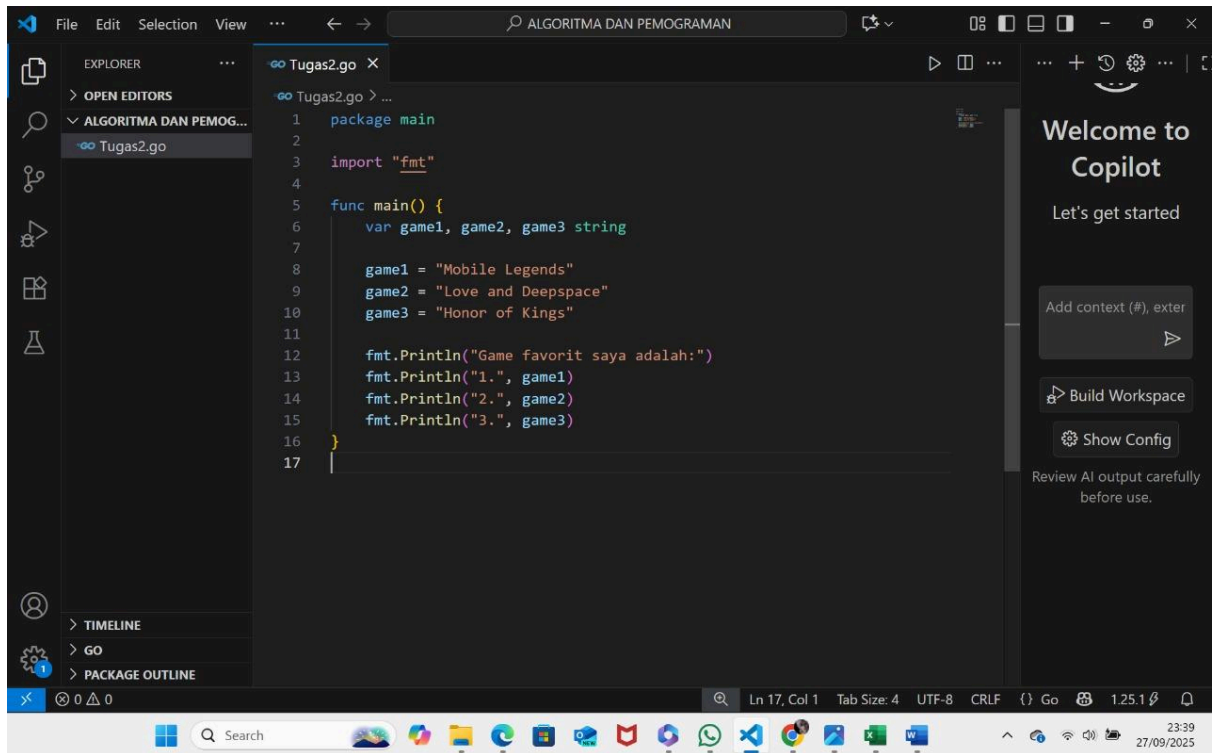 File Edit Selection View ... ALGORITMA DAN PEMOGRAMAN
EXPLORER ...
> OPEN EDITORS
ALGORITMA DAN PEMOG...
GO Tugas2.go
> TIMELINE
> GO
> PACKAGE OUTLINE
GO Tugas2.go ×
GO Tugas2.go > ...
1 package main
2
3 import "fmt"
4
5 func main() {
6 var game1, game2, game3 string
7
8 game1 = "Mobile Legends"
9 game2 = "Love and Deepspace"
10 game3 = "Honor of Kings"
11
12 fmt.Println("Game favorit saya adalah:")
13 fmt.Println("1.", game1)
14 fmt.Println("2.", game2)
15 fmt.Println("3.", game3)
16 }
17
Welcome to
Copilot
Let's get started
Add context (#), exter
Build Workspace
Show Config
Review AI output carefully
before use.
1
0 0 Ln 17, Col 1 Tab Size: 4 UTF-8 CRLF {} Go 1.25.1
Search
23:39
27/09/2025